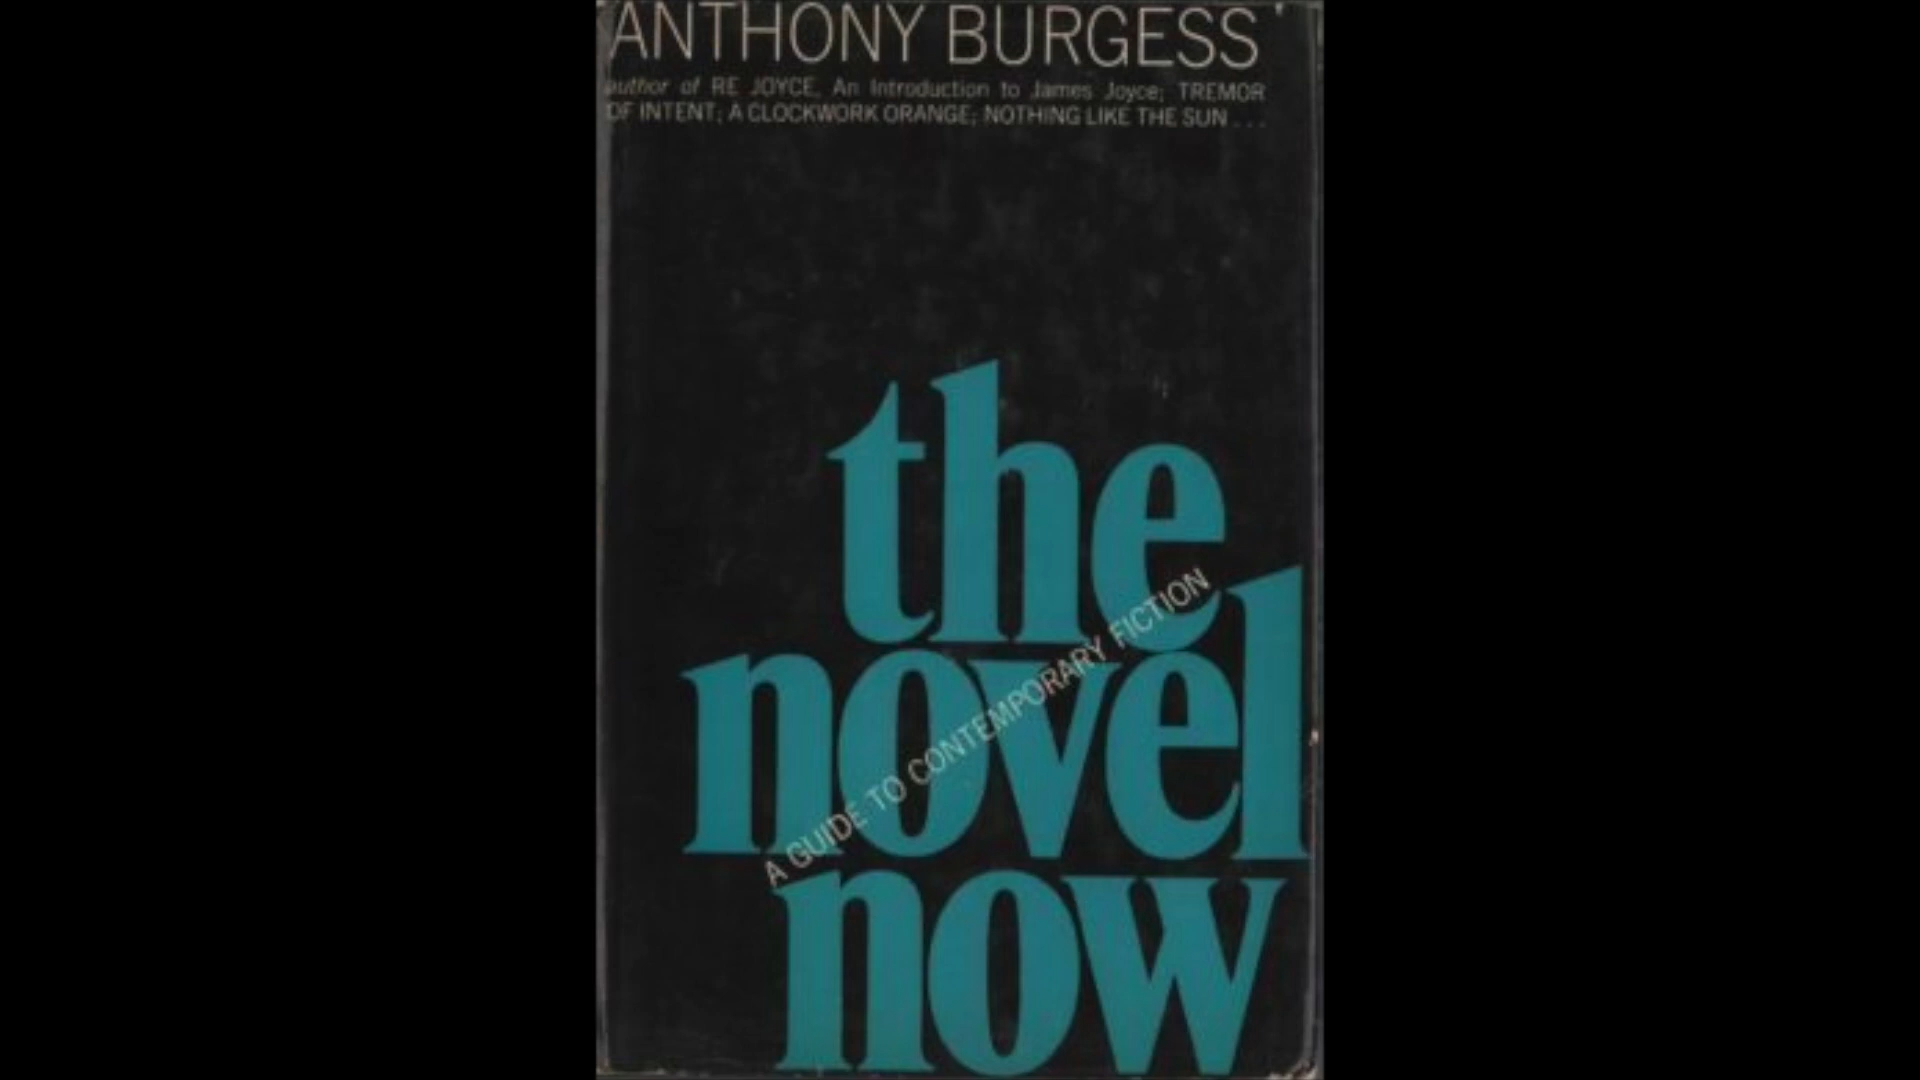 ANTHONY BURGESS
author of RE JOYCE, An Introduction to James Joyce; TREMOR
OF INTENT; A CLOCKWORK ORANGE; NOTHING LIKE THE SUN . . .
the
novel
now
A GUIDE TO CONTEMPORARY FICTION